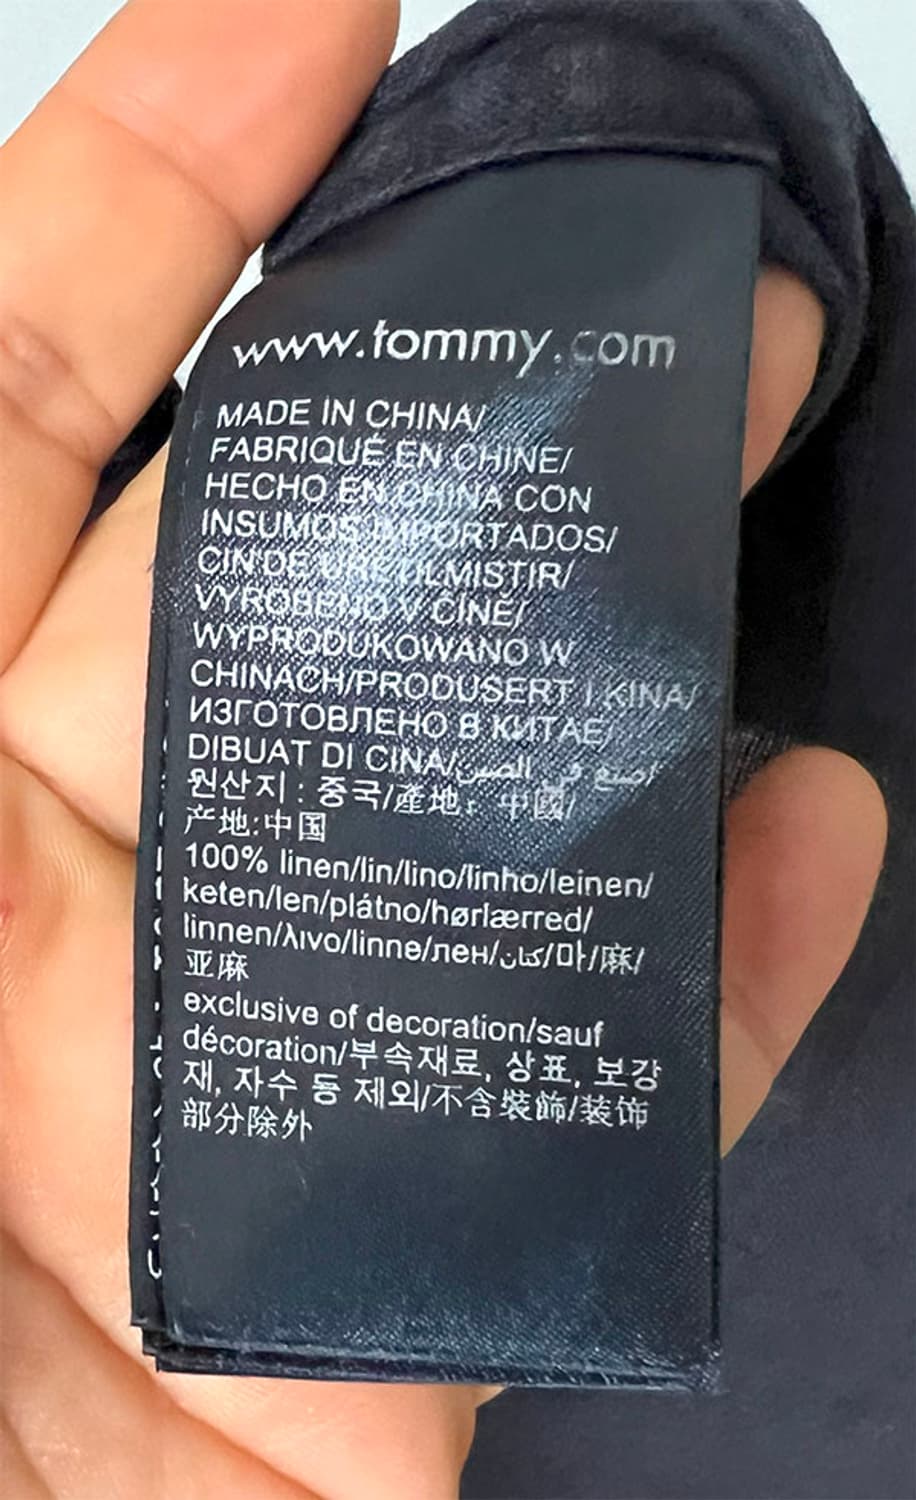 www.tommy.com
MADE IN CHINA/
FABRIQUÉ EN CHINE/
HECHO EN CHINA CON
INSUMOS IMPORTADOS/
CIN'DE ÜRETILMISTIR/
VYROBENO V CÍNE/
WYPRODUKOWANO W
CHINACH/PRODUSERT I KINA/
ИЗГОТОВЛЕНО В КИТАЕ/
DIBUAT DI CINA/صنع في الصين/
원산지 : 중국/產地: 中國/
产地:中国
100% linen/lin/lino/linho/leinen/
keten/len/plátno/hørlærred/
linnen/λινο/linne/лен/كتان/마/麻/
亚麻
exclusive of decoration/sauf
décoration/부속재료, 상표, 보강
재, 자수 등 제외/不含裝飾/装饰
部分除外